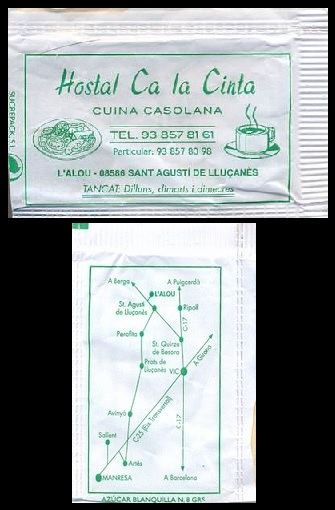 Hostal Ca la Cinta
CUINA CASOLANA
TEL. 93 857 81 61
Particular: 93 857 80 98
L'ALOU - 08586 SANT AGUSTÍ DE LLUÇANÈS
TANCAT: Dilluns, dimarts i dimecres
SUCREPACK, S.L.
A Berga
A Puigcerdà
L'ALOU
St. Agustí
de Lluçanès
Ripoll
C-17
Perafita
St. Quirze
de Besora
A Girona
Prats de
Lluçanès
VIC
C-25 (Eix Transversal)
C-17
Avinyó
Sallent
Artés
MANRESA
A Barcelona
AZÚCAR BLANQUILLA N. 8 GRS